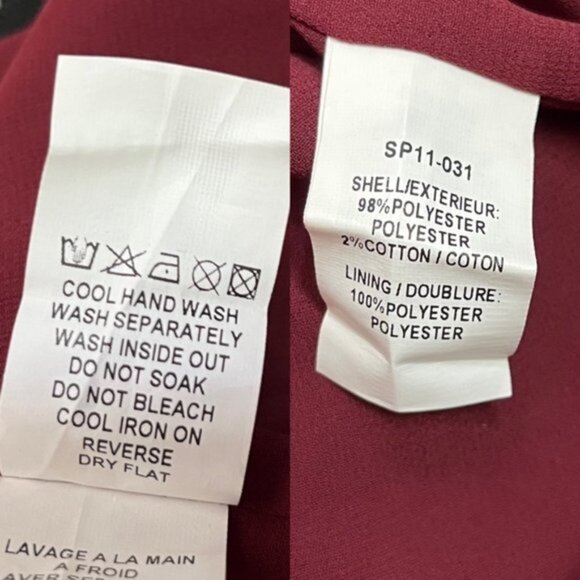 COOL HAND WASH
WASH SEPARATELY
WASH INSIDE OUT
DO NOT SOAK
DO NOT BLEACH
COOL IRON ON
REVERSE
DRY FLAT
LAVAGE A LA MAIN
A FROID
SP11-031
SHELL/EXTERIEUR:
98%POLYESTER
POLYESTER
2%COTTON / COTON
LINING / DOUBLURE:
100%POLYESTER
POLYESTER